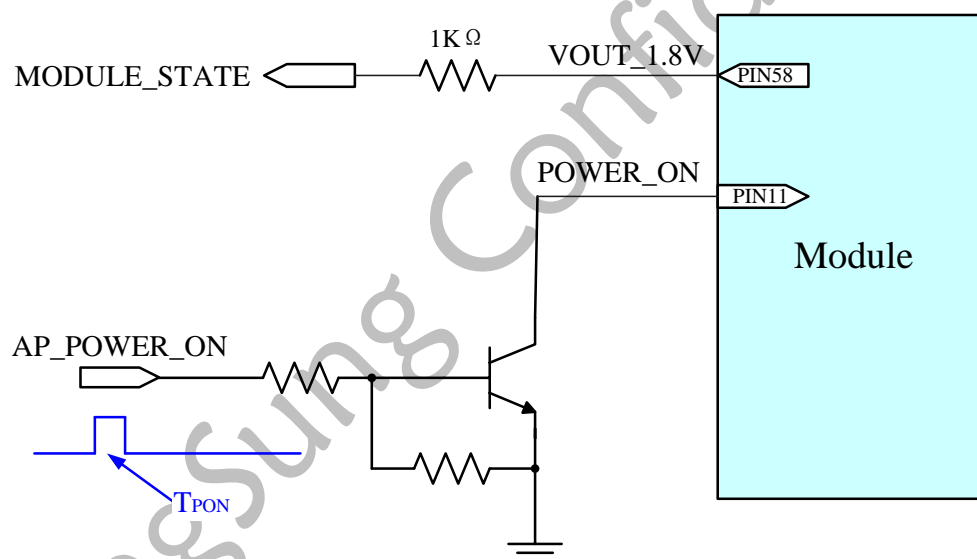 1KΩ
MODULE_STATE
VOUT_1.8V
PIN58
POWER_ON
PIN11
Module
AP_POWER_ON
TPON